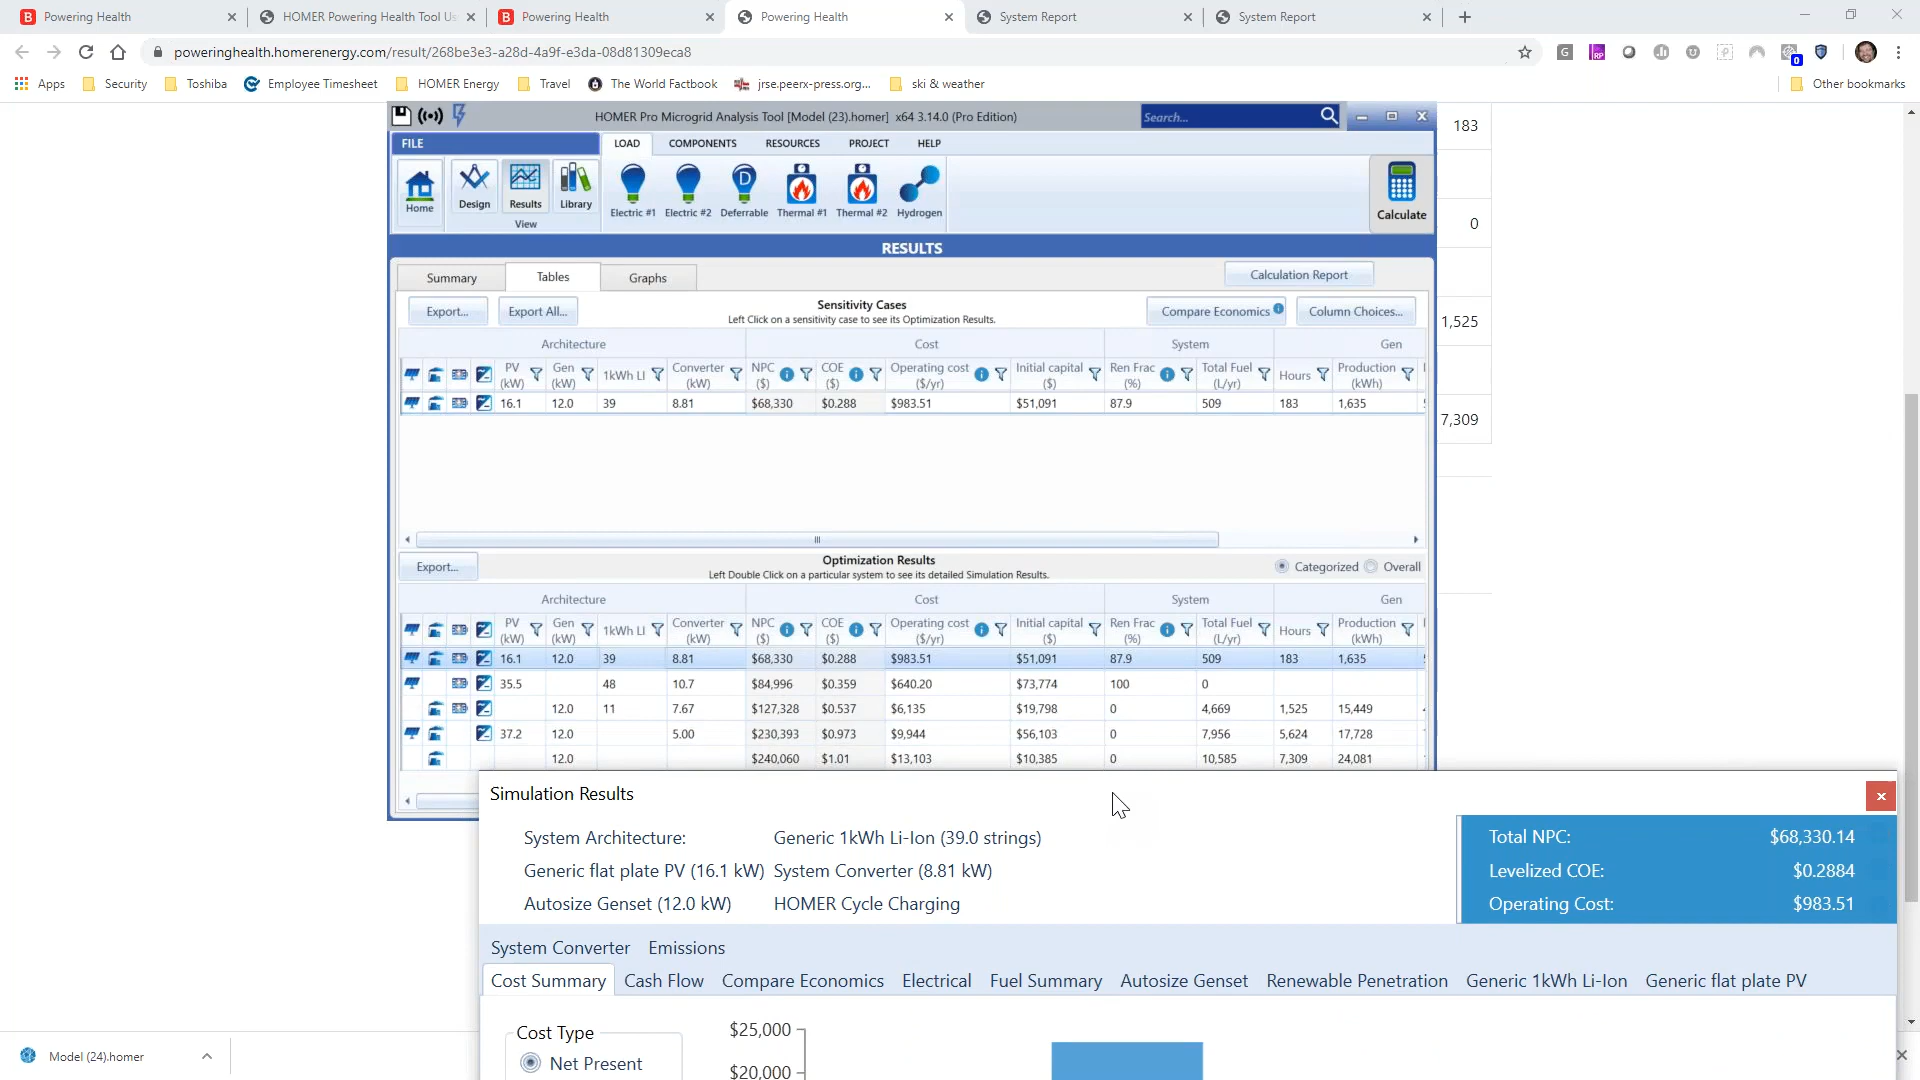 Powering Health
HOMER Powering Health Tool Us
Powering Health
Powering Health
System Report
System Report
poweringhealth.homerenergy.com/result/268be3e3-a28d-4a9f-e3da-08d81309eca8
Apps Security Toshiba Employee Timesheet HOMER Energy Travel The World Factbook jrse.peerx-press.org... ski & weather Other bookmarks
HOMER Pro Microgrid Analysis Tool [Model (23).homer] x64 3.14.0 (Pro Edition) Search...
183
FILE LOAD COMPONENTS RESOURCES PROJECT HELP
Home Design Results Library Electric #1 Electric #2 Deferrable Thermal #1 Thermal #2 Hydrogen Calculate
View
0
RESULTS
Summary Tables Graphs Calculation Report
Export... Export All... Sensitivity Cases Compare Economics Column Choices...
Left Click on a sensitivity case to see its Optimization Results.
1,525
Architecture Cost System Gen
PV (kW) Gen (kW) 1kWh LI Converter (kW) NPC ($) COE ($) Operating cost ($/yr) Initial capital ($) Ren Frac (%) Total Fuel (L/yr) Hours Production (kWh)
16.1 12.0 39 8.81 $68,330 $0.288 $983.51 $51,091 87.9 509 183 1,635
7,309
Export... Optimization Results Categorized Overall
Left Double Click on a particular system to see its detailed Simulation Results.
Architecture Cost System Gen
PV (kW) Gen (kW) 1kWh LI Converter (kW) NPC ($) COE ($) Operating cost ($/yr) Initial capital ($) Ren Frac (%) Total Fuel (L/yr) Hours Production (kWh)
16.1 12.0 39 8.81 $68,330 $0.288 $983.51 $51,091 87.9 509 183 1,635
35.5 48 10.7 $84,996 $0.359 $640.20 $73,774 100 0
12.0 11 7.67 $127,328 $0.537 $6,135 $19,798 0 4,669 1,525 15,449
37.2 12.0 5.00 $230,393 $0.973 $9,944 $56,103 0 7,956 5,624 17,728
12.0 $240,060 $1.01 $13,103 $10,385 0 10,585 7,309 24,081
Simulation Results
System Architecture: Generic 1kWh Li-Ion (39.0 strings) Total NPC: $68,330.14
Generic flat plate PV (16.1 kW) System Converter (8.81 kW) Levelized COE: $0.2884
Autosize Genset (12.0 kW) HOMER Cycle Charging Operating Cost: $983.51
System Converter Emissions
Cost Summary Cash Flow Compare Economics Electrical Fuel Summary Autosize Genset Renewable Penetration Generic 1kWh Li-Ion Generic flat plate PV
Cost Type $25,000
Net Present
$20,000
Model (24).homer